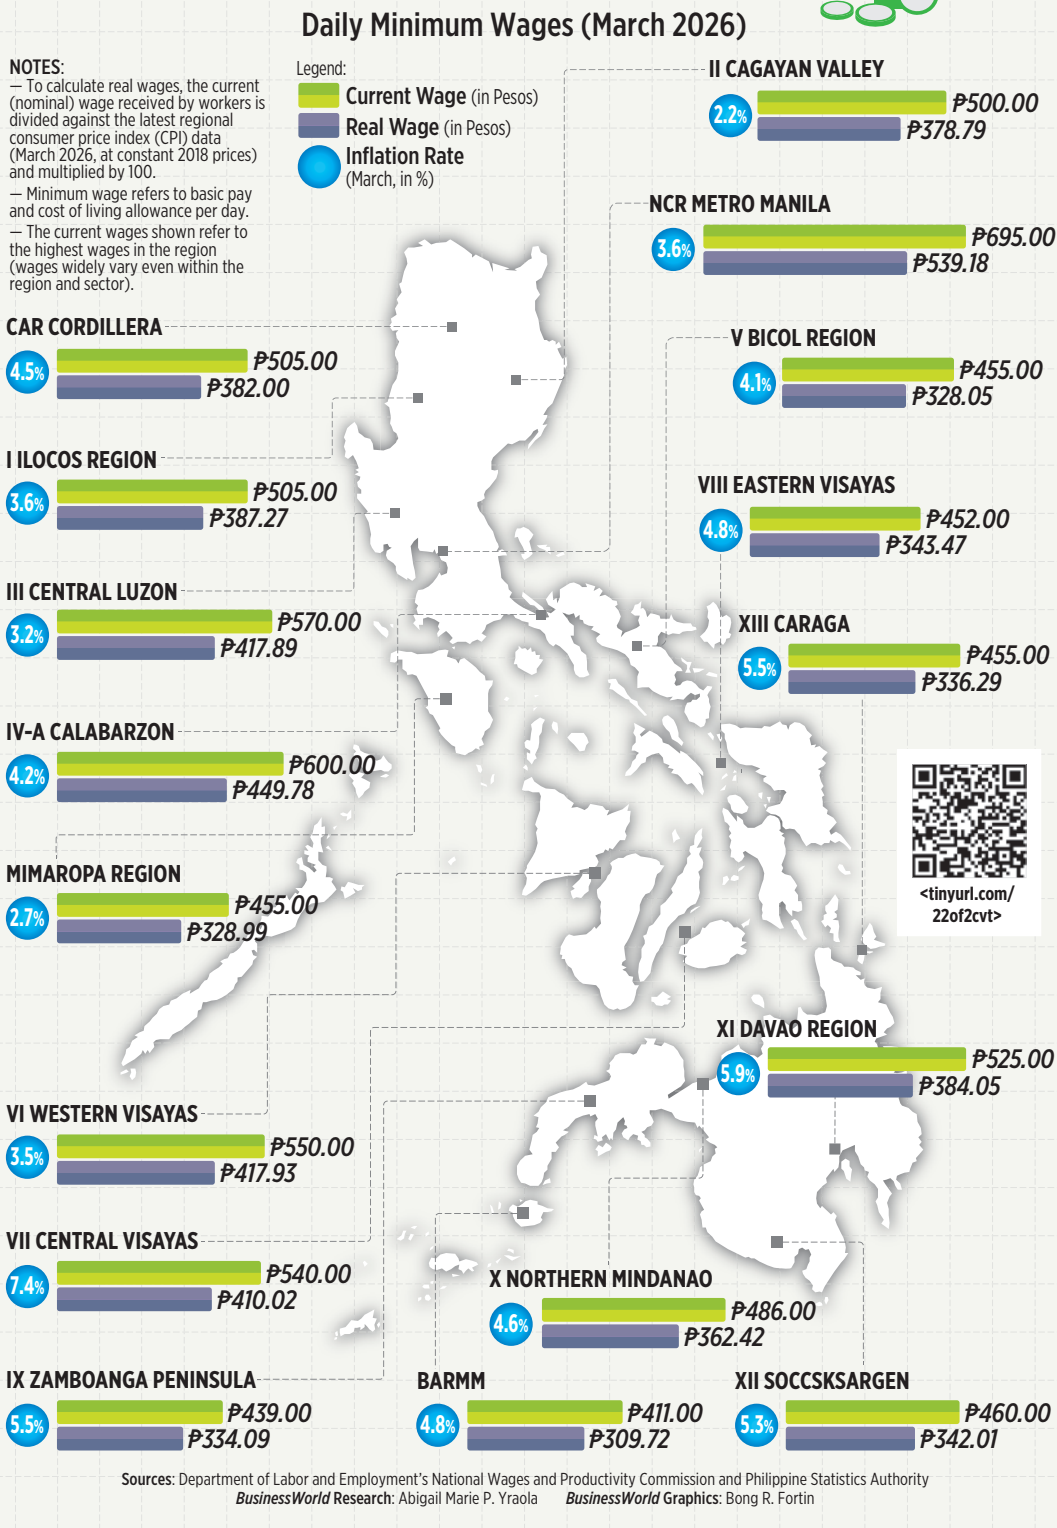 Daily Minimum Wages (March 2026)
NOTES:
— To calculate real wages, the current
(nominal) wage received by workers is
divided against the latest regional
consumer price index (CPI) data
(March 2026, at constant 2018 prices)
and multiplied by 100.
— Minimum wage refers to basic pay
and cost of living allowance per day.
— The current wages shown refer to
the highest wages in the region
(wages widely vary even within the
region and sector).
Legend:
Current Wage (in Pesos)
Real Wage (in Pesos)
Inflation Rate
(March, in %)
II CAGAYAN VALLEY
2.2%
₱500.00
₱378.79
NCR METRO MANILA
3.6%
₱695.00
₱539.18
CAR CORDILLERA
4.5%
₱505.00
₱382.00
V BICOL REGION
4.1%
₱455.00
₱328.05
I ILOCOS REGION
3.6%
₱505.00
₱387.27
VIII EASTERN VISAYAS
4.8%
₱452.00
₱343.47
III CENTRAL LUZON
3.2%
₱570.00
₱417.89
XIII CARAGA
5.5%
₱455.00
₱336.29
IV-A CALABARZON
4.2%
₱600.00
₱449.78
<tinyurl.com/
22of2cvt>
MIMAROPA REGION
2.7%
₱455.00
₱328.99
XI DAVAO REGION
5.9%
₱525.00
₱384.05
VI WESTERN VISAYAS
3.5%
₱550.00
₱417.93
VII CENTRAL VISAYAS
7.4%
₱540.00
₱410.02
X NORTHERN MINDANAO
4.6%
₱486.00
₱362.42
IX ZAMBOANGA PENINSULA
5.5%
₱439.00
₱334.09
BARMM
4.8%
₱411.00
₱309.72
XII SOCCSKSARGEN
5.3%
₱460.00
₱342.01
Sources: Department of Labor and Employment's National Wages and Productivity Commission and Philippine Statistics Authority
BusinessWorld Research: Abigail Marie P. Yraola BusinessWorld Graphics: Bong R. Fortin